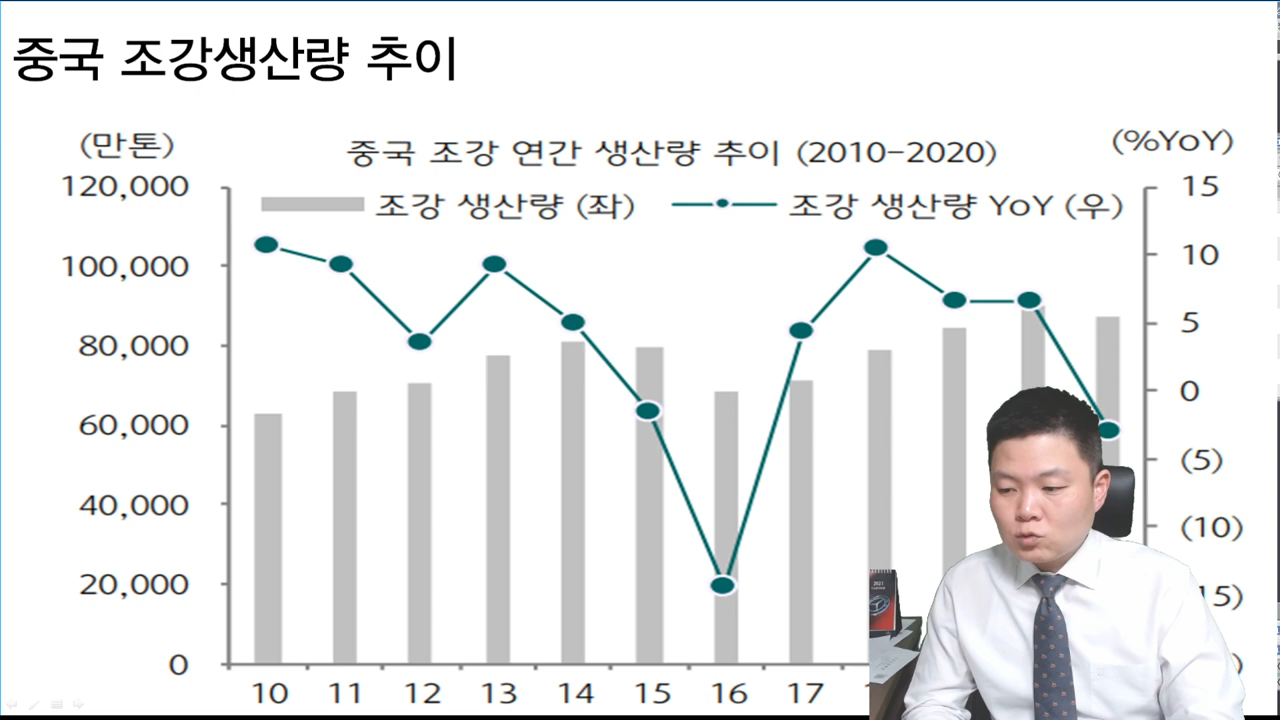 중국 조강생산량 추이
(만톤)
중국 조강 연간 생산량 추이 (2010-2020)
(%YoY)
조강 생산량 (좌)
조강 생산량 YoY (우)
120,000
100,000
80,000
60,000
40,000
20,000
0
15
10
5
0
(5)
(10)
15)
10 11 12 13 14 15 16 17
2021